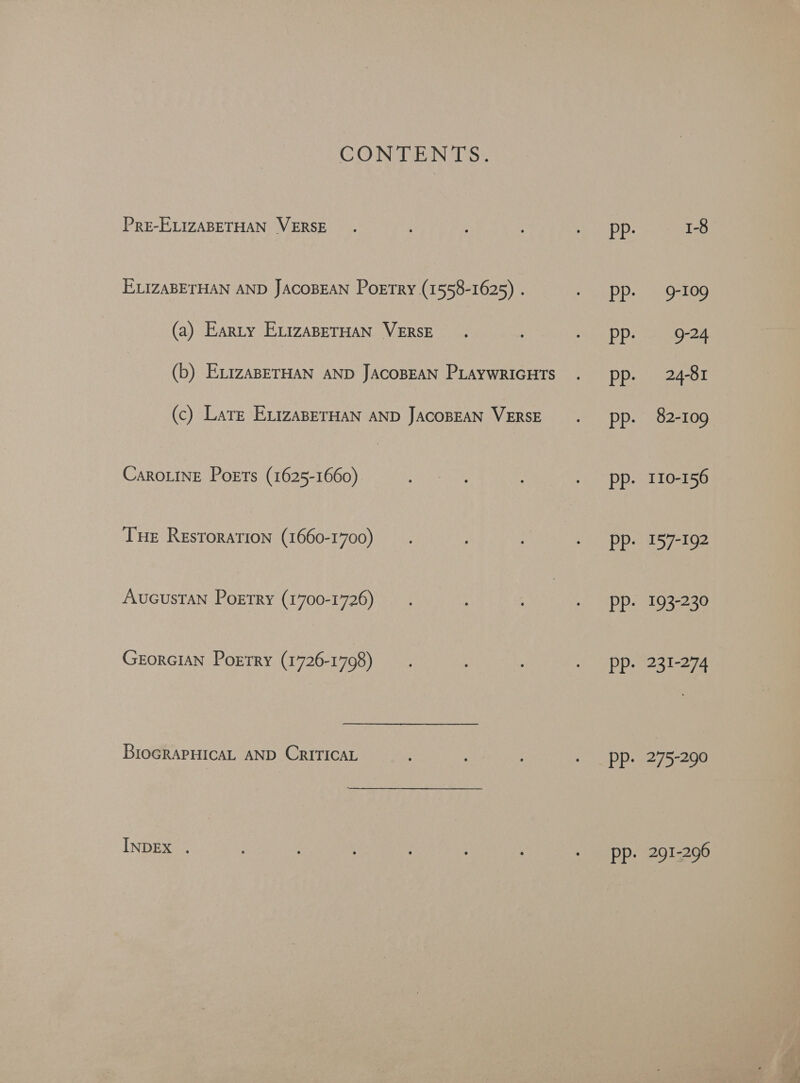 CONTENTS.
PRE-ELIZABETHAN VERSE . . . . . pp. 1-8
ELIZABETHAN AND JACOBEAN POETRY (1558-1625) . . pp. 9-109
(a) EARLY ELIZABETHAN VERSE . . . pp. 9-24
(b) ELIZABETHAN AND JACOBEAN PLAYWRIGHTS . pp. 24-81
(c) LATE ELIZABETHAN AND JACOBEAN VERSE . pp. 82-109
CAROLINE POETS (1625-1660) . . . . pp. 110-156
THE RESTORATION (1660-1700) . . . . pp. 157-192
AUGUSTAN POETRY (1700-1726) . . . . pp. 193-230
GEORGIAN POETRY (1726-1798) . . . . pp. 231-274
BIOGRAPHICAL AND CRITICAL . . . . pp. 275-290
INDEX . . . . . . . . pp. 291-296